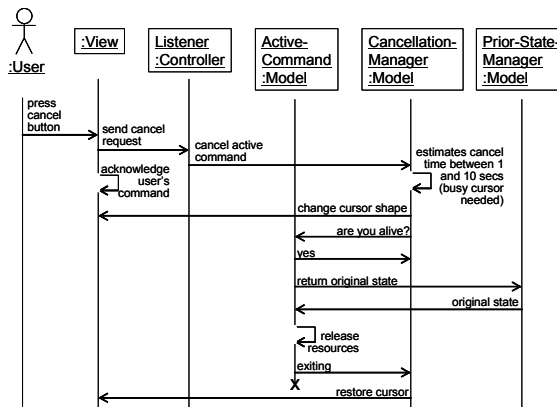 :User
:View
Listener
:Controller
Active-
Command
:Model
Cancellation-
Manager
:Model
Prior-State-
Manager
:Model
press
cancel
button
send cancel
request
cancel active
command
acknowledge
user's
command
estimates cancel
time between 1
and 10 secs
(busy cursor
needed)
change cursor shape
are you alive?
yes
return original state
original state
release
resources
exiting
X
restore cursor